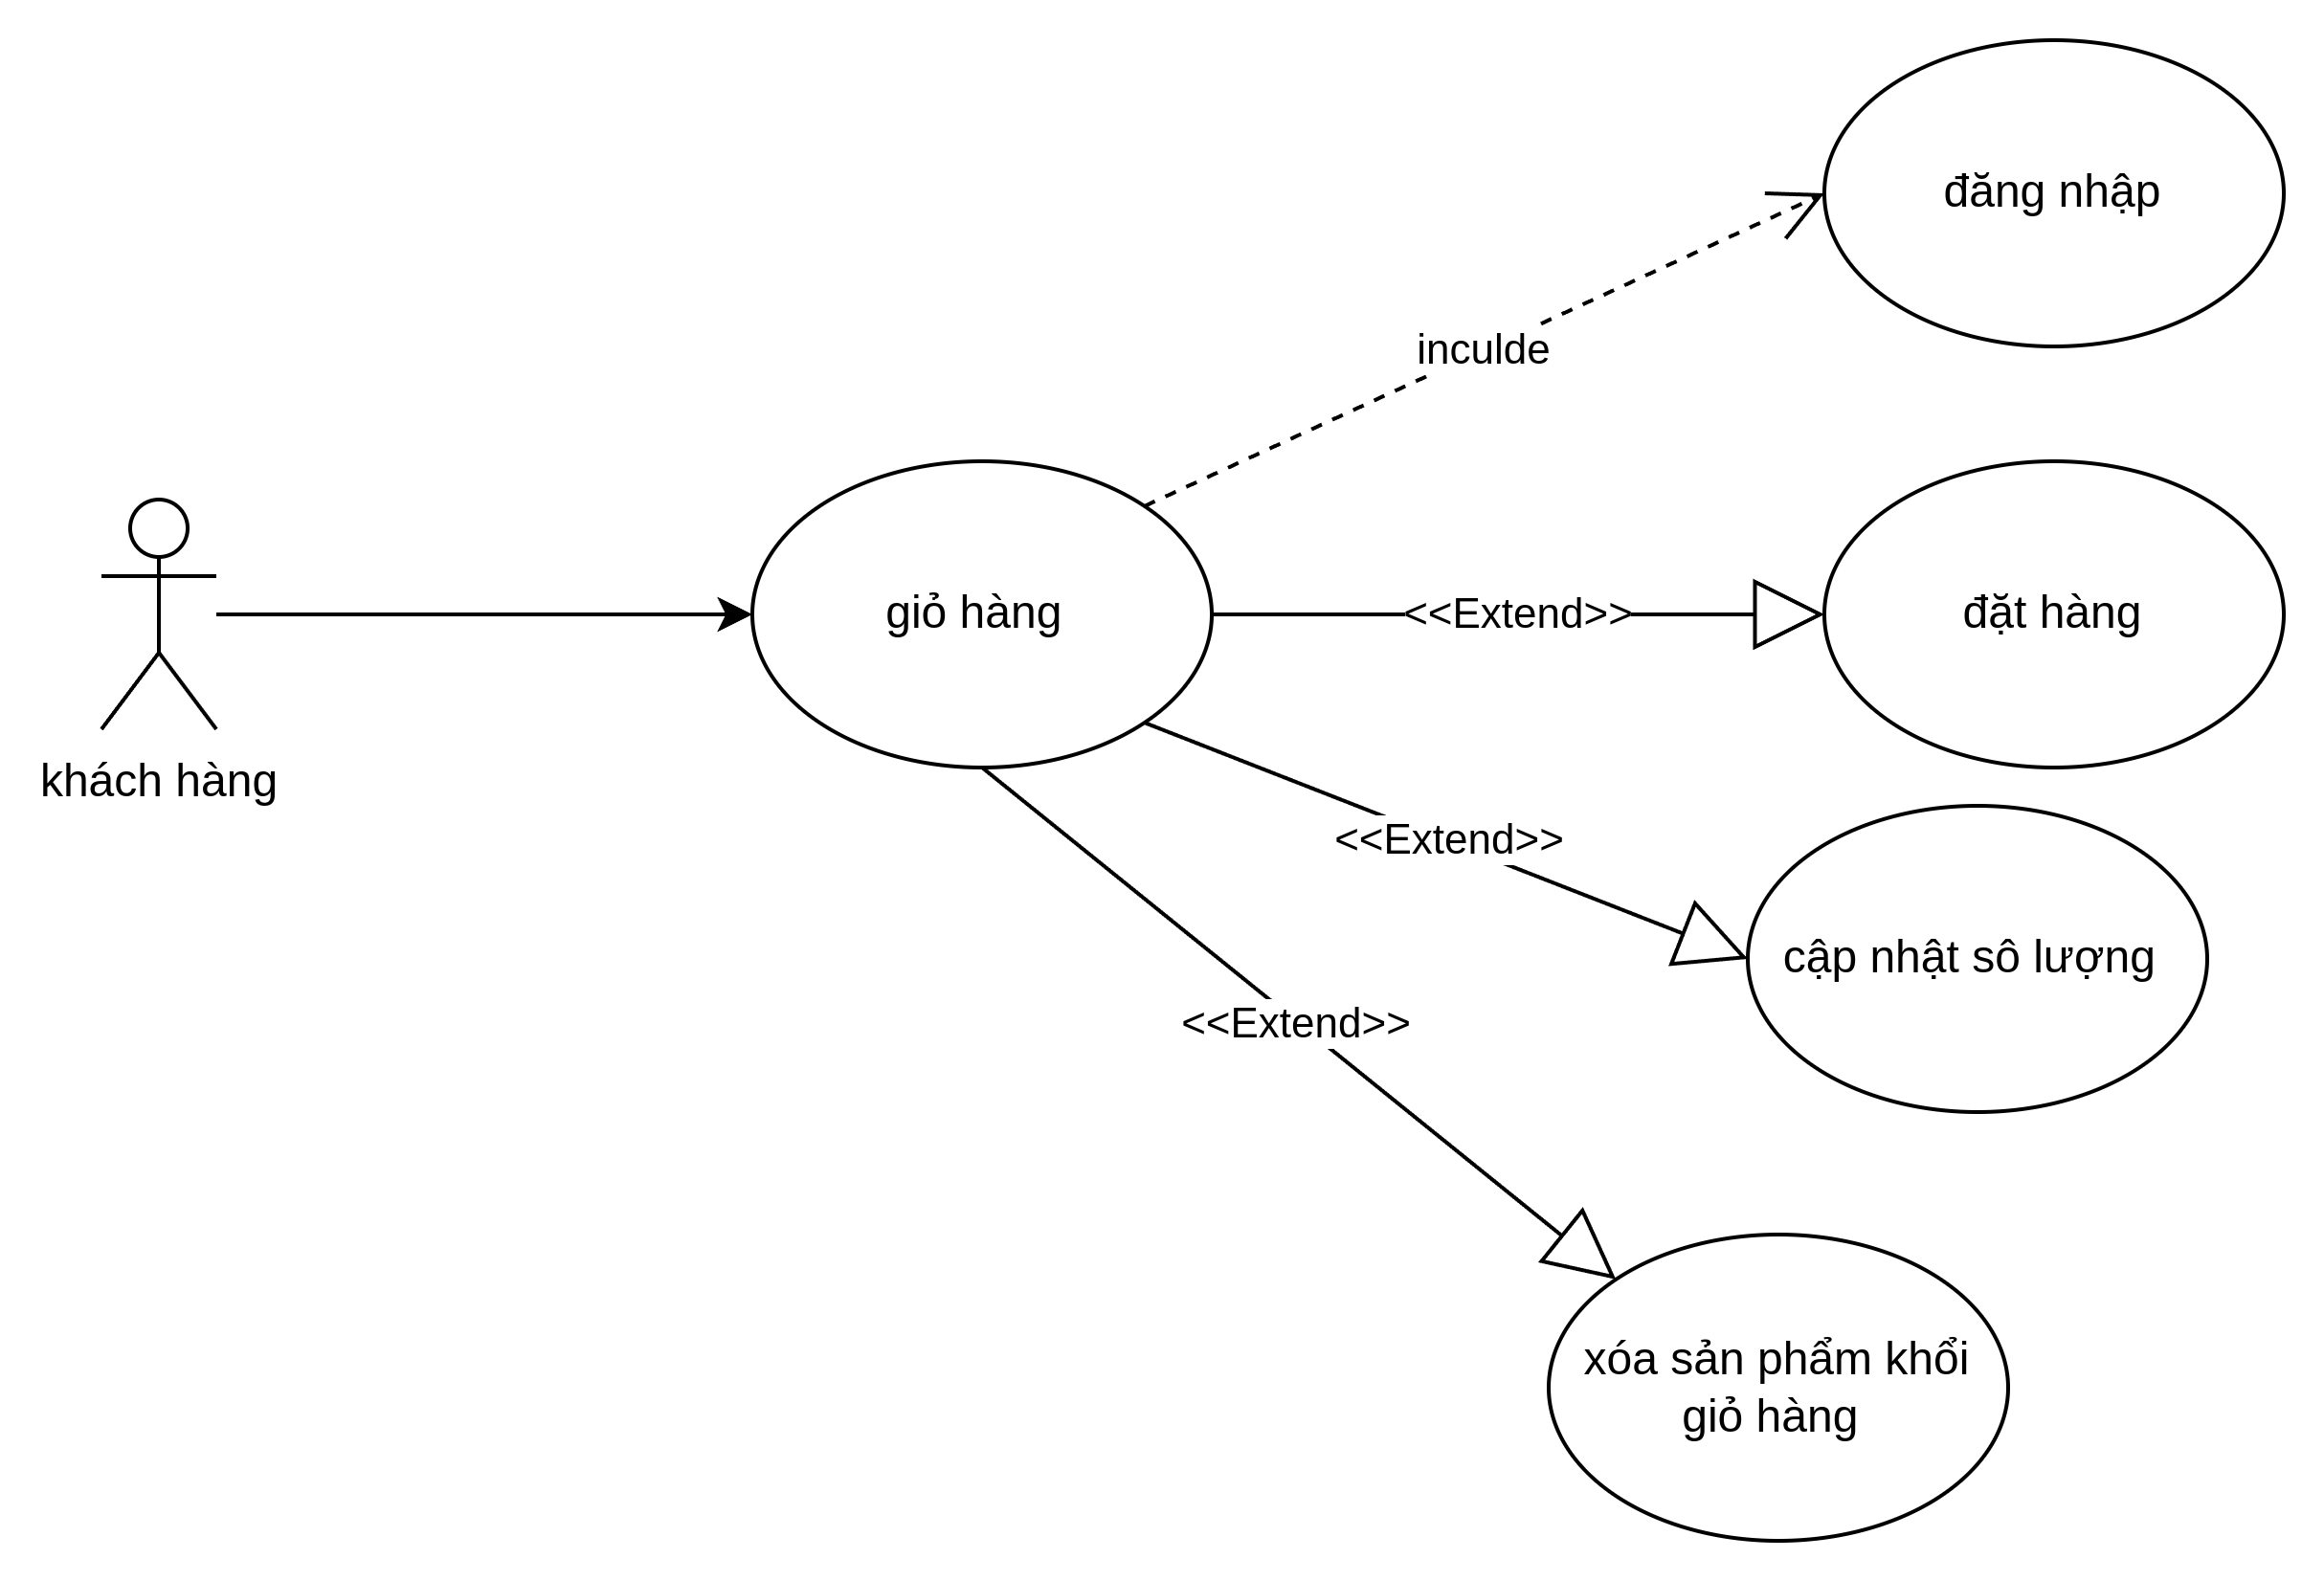 đăng nhập
inculde
giỏ hàng
<<Extend>>
đặt hàng
khách hàng
<<Extend>>
cập nhật sô lượng
<<Extend>>
xóa sản phẩm khổi
giỏ hàng